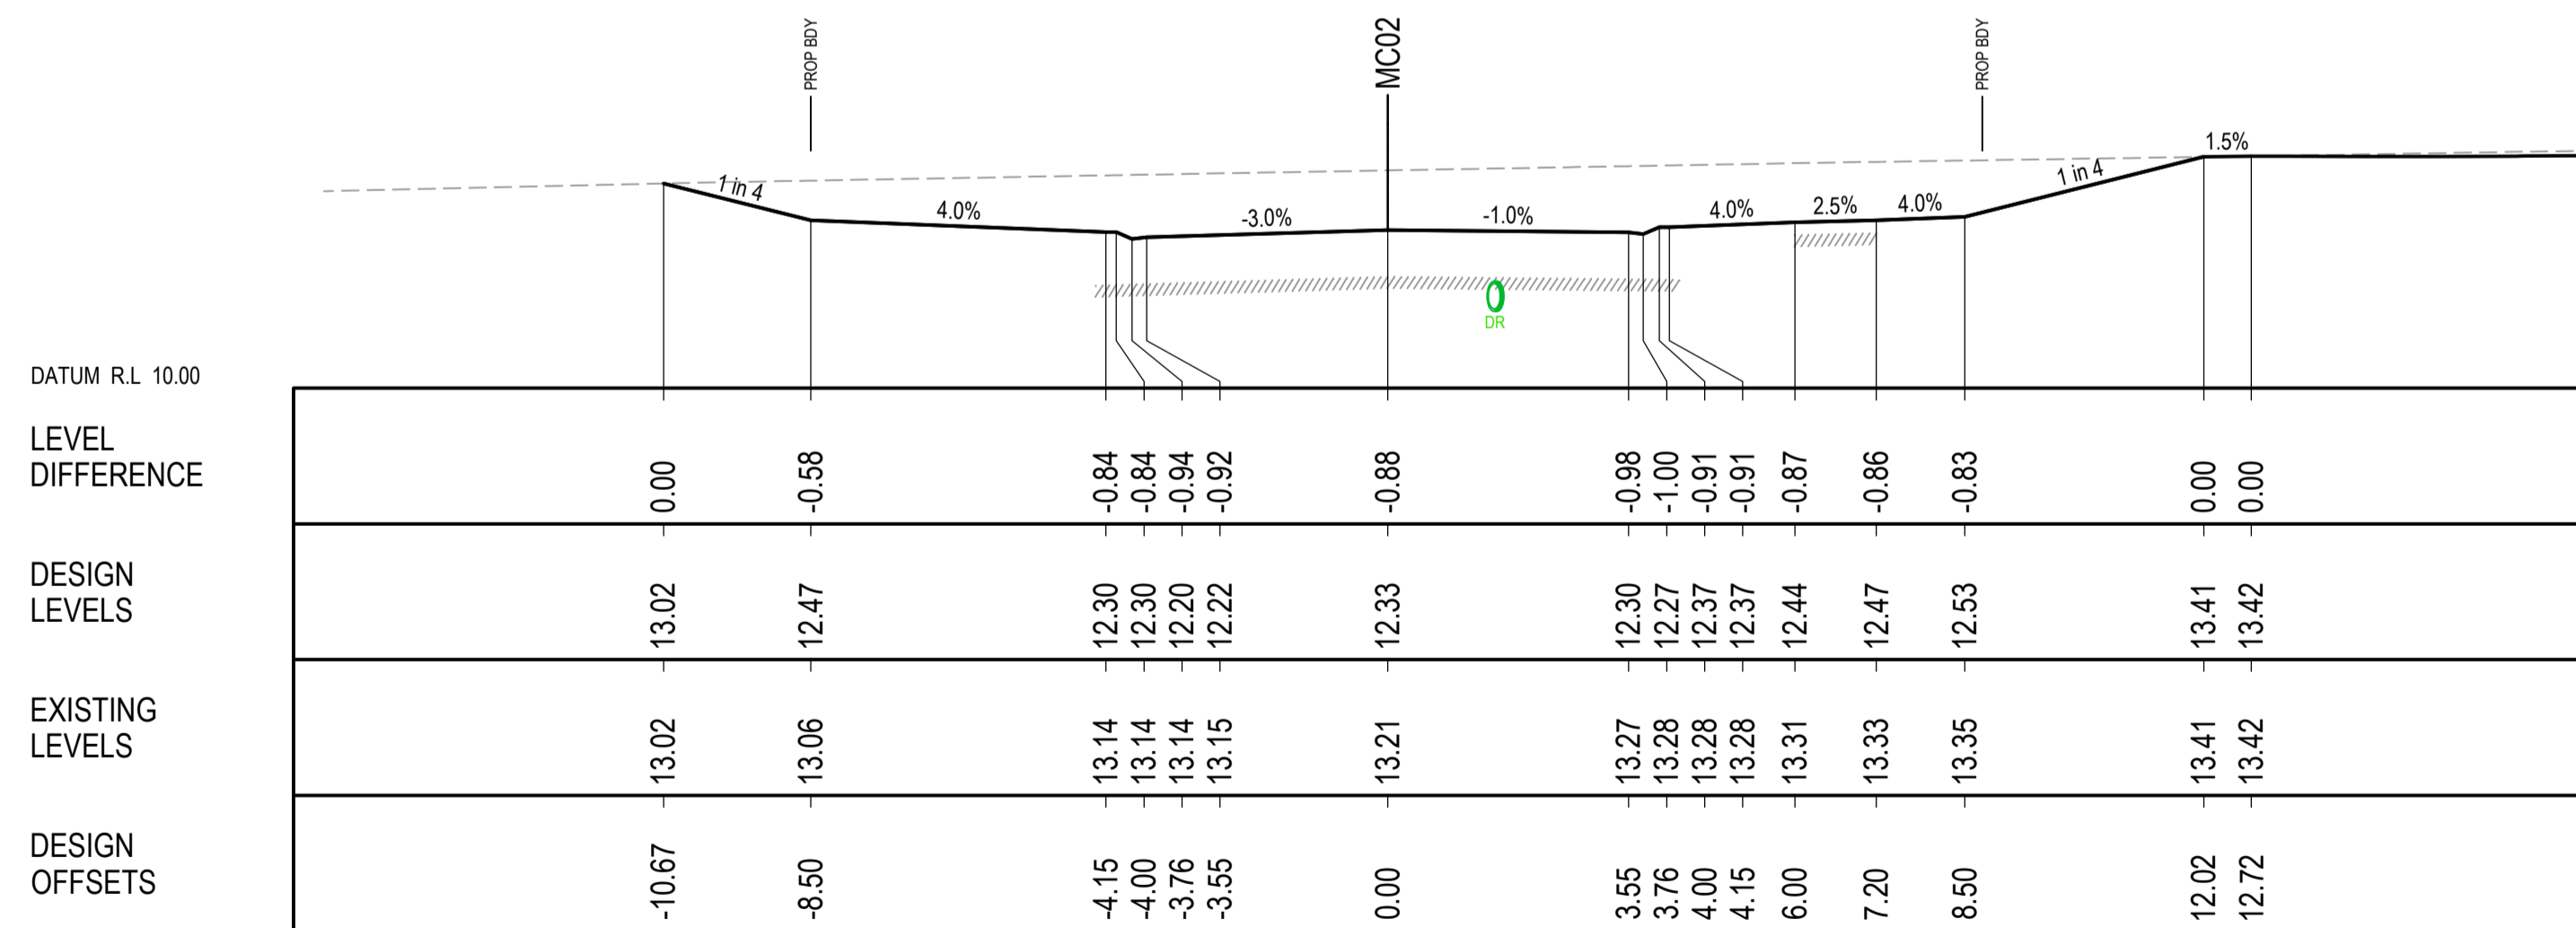 PROP BDY
MC02
PROP BDY
1 in 4
4.0%
-3.0%
-1.0%
4.0%
2.5%
4.0%
1 in 4
1.5%
DR
DATUM R.L 10.00
LEVEL
DIFFERENCE
0.00 -0.58 -0.84 -0.84 -0.94 -0.92 -0.88 -0.98 -1.00 -0.91 -0.91 -0.87 -0.86 -0.83 0.00 0.00
DESIGN
LEVELS
13.02 12.47 12.30 12.30 12.20 12.22 12.33 12.30 12.27 12.37 12.37 12.44 12.47 12.53 13.41 13.42
EXISTING
LEVELS
13.02 13.06 13.14 13.14 13.14 13.15 13.21 13.27 13.28 13.28 13.28 13.31 13.33 13.35 13.41 13.42
DESIGN
OFFSETS
-10.67 -8.50 -4.15 -4.00 -3.76 -3.55 0.00 3.55 3.76 4.00 4.15 6.00 7.20 8.50 12.02 12.72